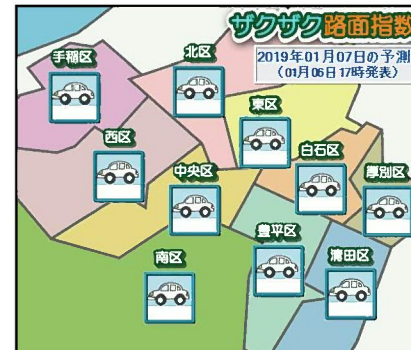 ザクザク路面指数
2019年01月07日の予測
(01月06日17時発表)
手稲区
北区
東区
西区
白石区
中央区
厚別区
豊平区
南区
清田区